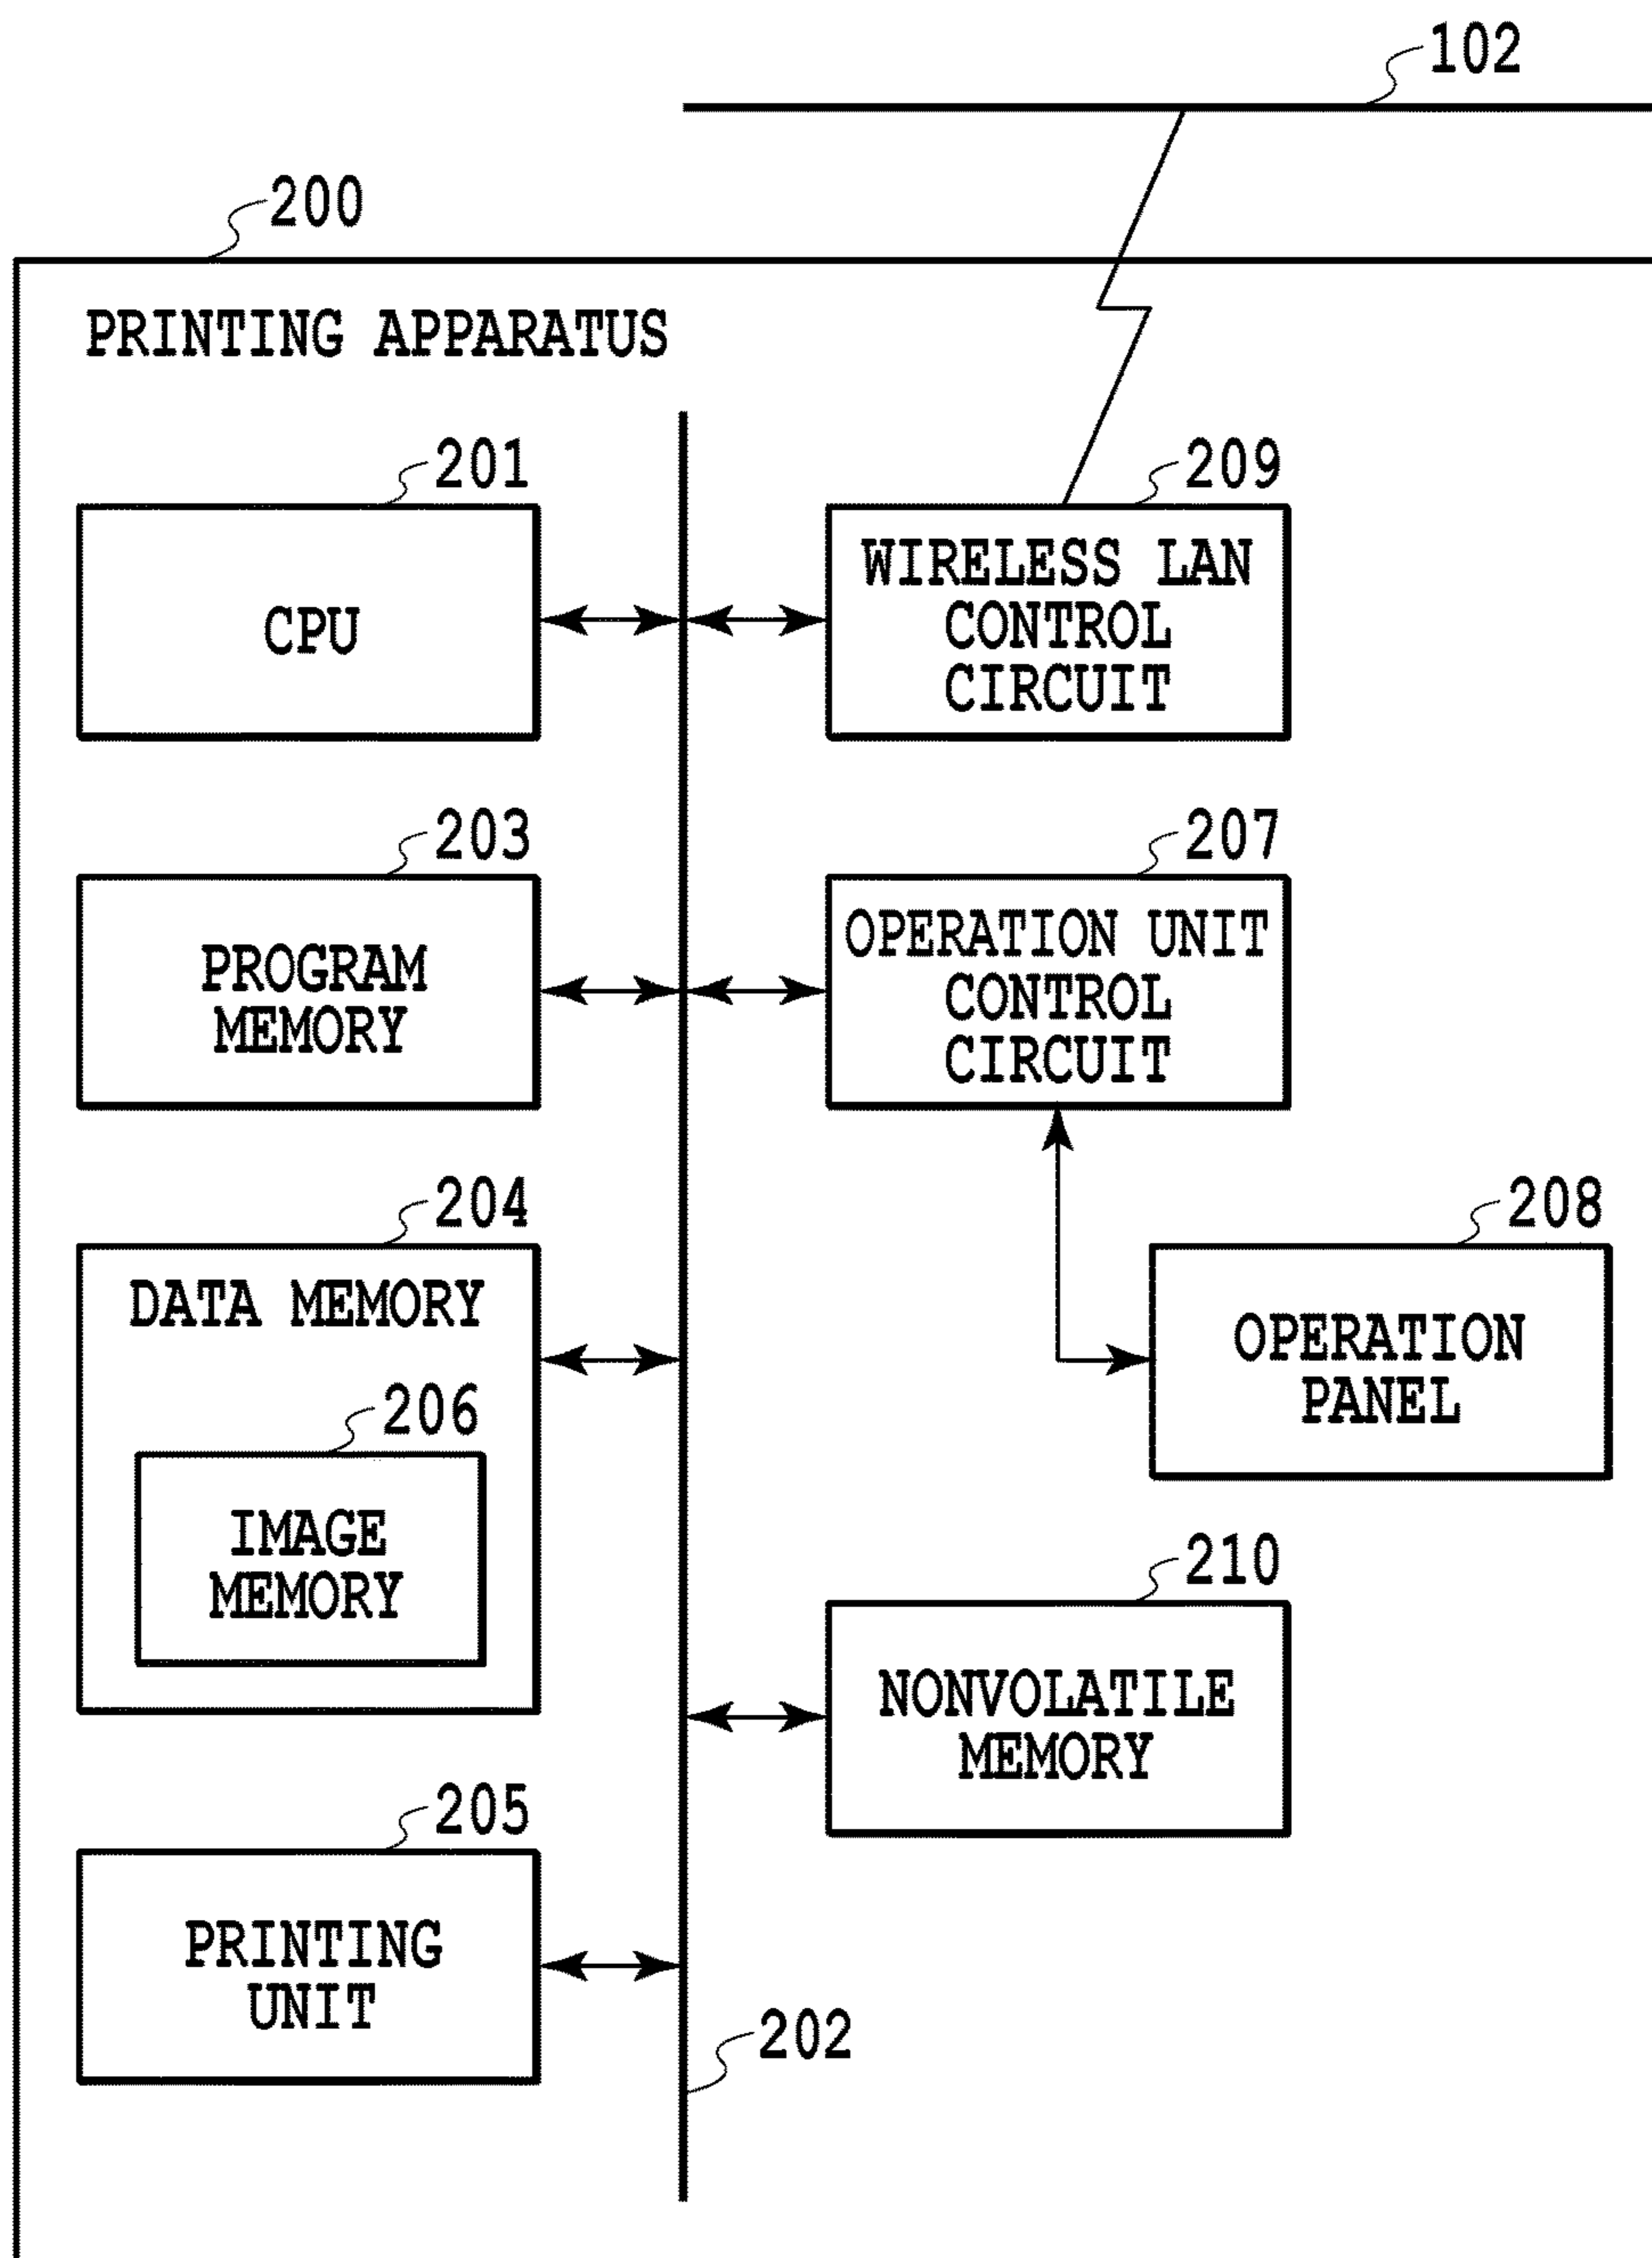 102
200
PRINTING APPARATUS
201
CPU
209
WIRELESS LAN
CONTROL
CIRCUIT
203
PROGRAM
MEMORY
207
OPERATION UNIT
CONTROL
CIRCUIT
204
DATA MEMORY
206
IMAGE
MEMORY
208
OPERATION
PANEL
210
NONVOLATILE
MEMORY
205
PRINTING
UNIT
202